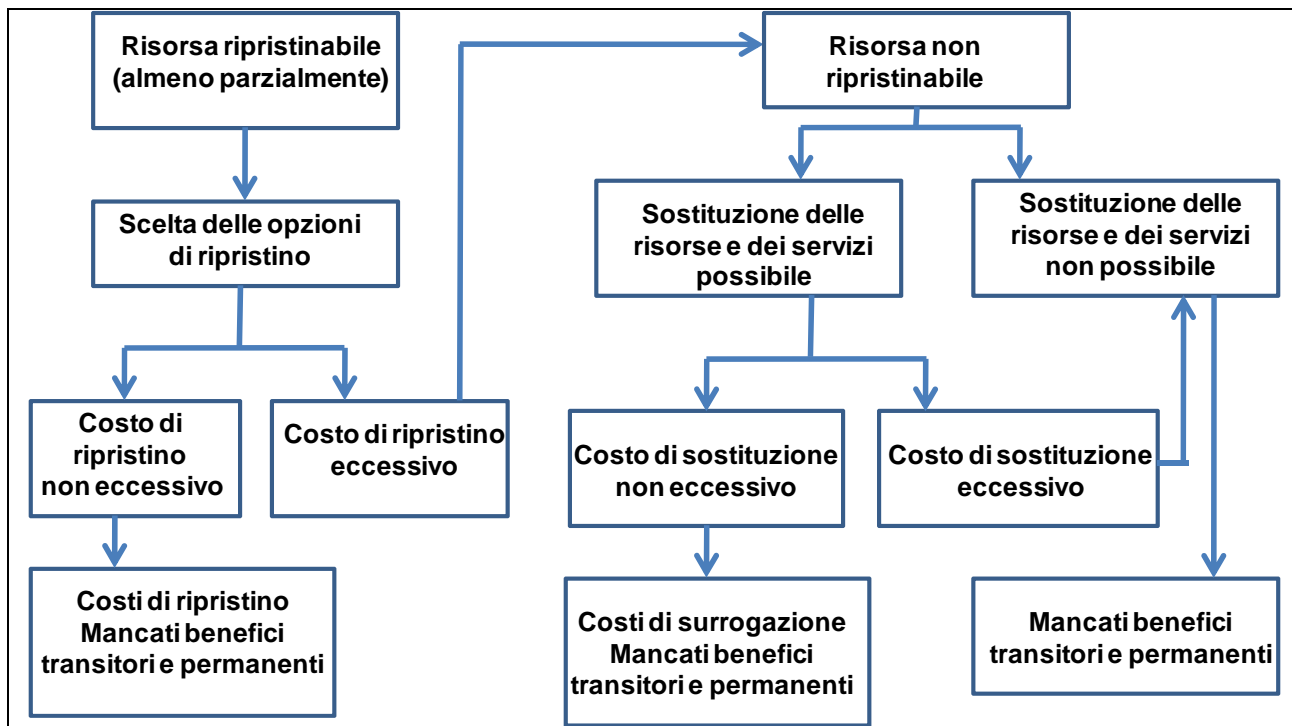 Risorsa ripristinabile
(almeno parzialmente)
Risorsa non
ripristinabile
Scelta delle opzioni
di ripristino
Sostituzione delle
risorse e dei servizi
possibile
Sostituzione delle
risorse e dei servizi
non possibile
Costo di
ripristino
non eccessivo
Costo di ripristino
eccessivo
Costo di sostituzione
non eccessivo
Costo di sostituzione
eccessivo
Costi di ripristino
Mancati benefici
transitori e permanenti
Costi di surrogazione
Mancati benefici
transitori e permanenti
Mancati benefici
transitori e permanenti